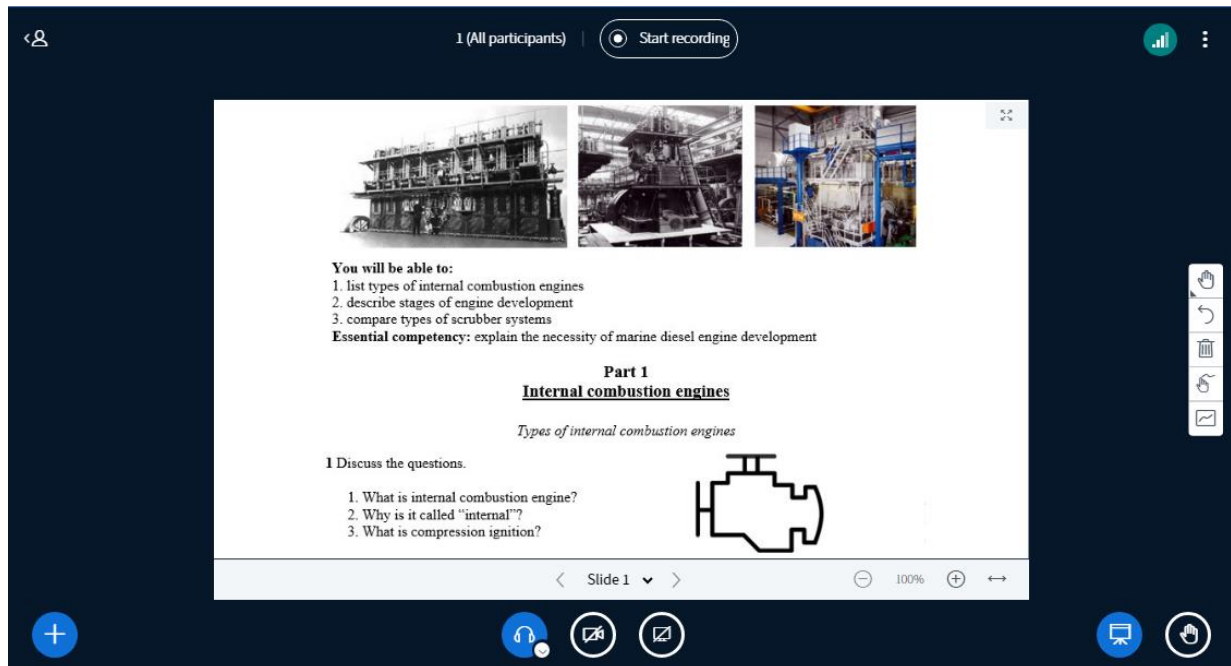 1 (All participants)
Start recording
You will be able to:
1. list types of internal combustion engines
2. describe stages of engine development
3. compare types of scrubber systems
Essential competency: explain the necessity of marine diesel engine development
Part 1
Internal combustion engines
Types of internal combustion engines
1 Discuss the questions.
1. What is internal combustion engine?
2. Why is it called “internal”?
3. What is compression ignition?
Slide 1
100%